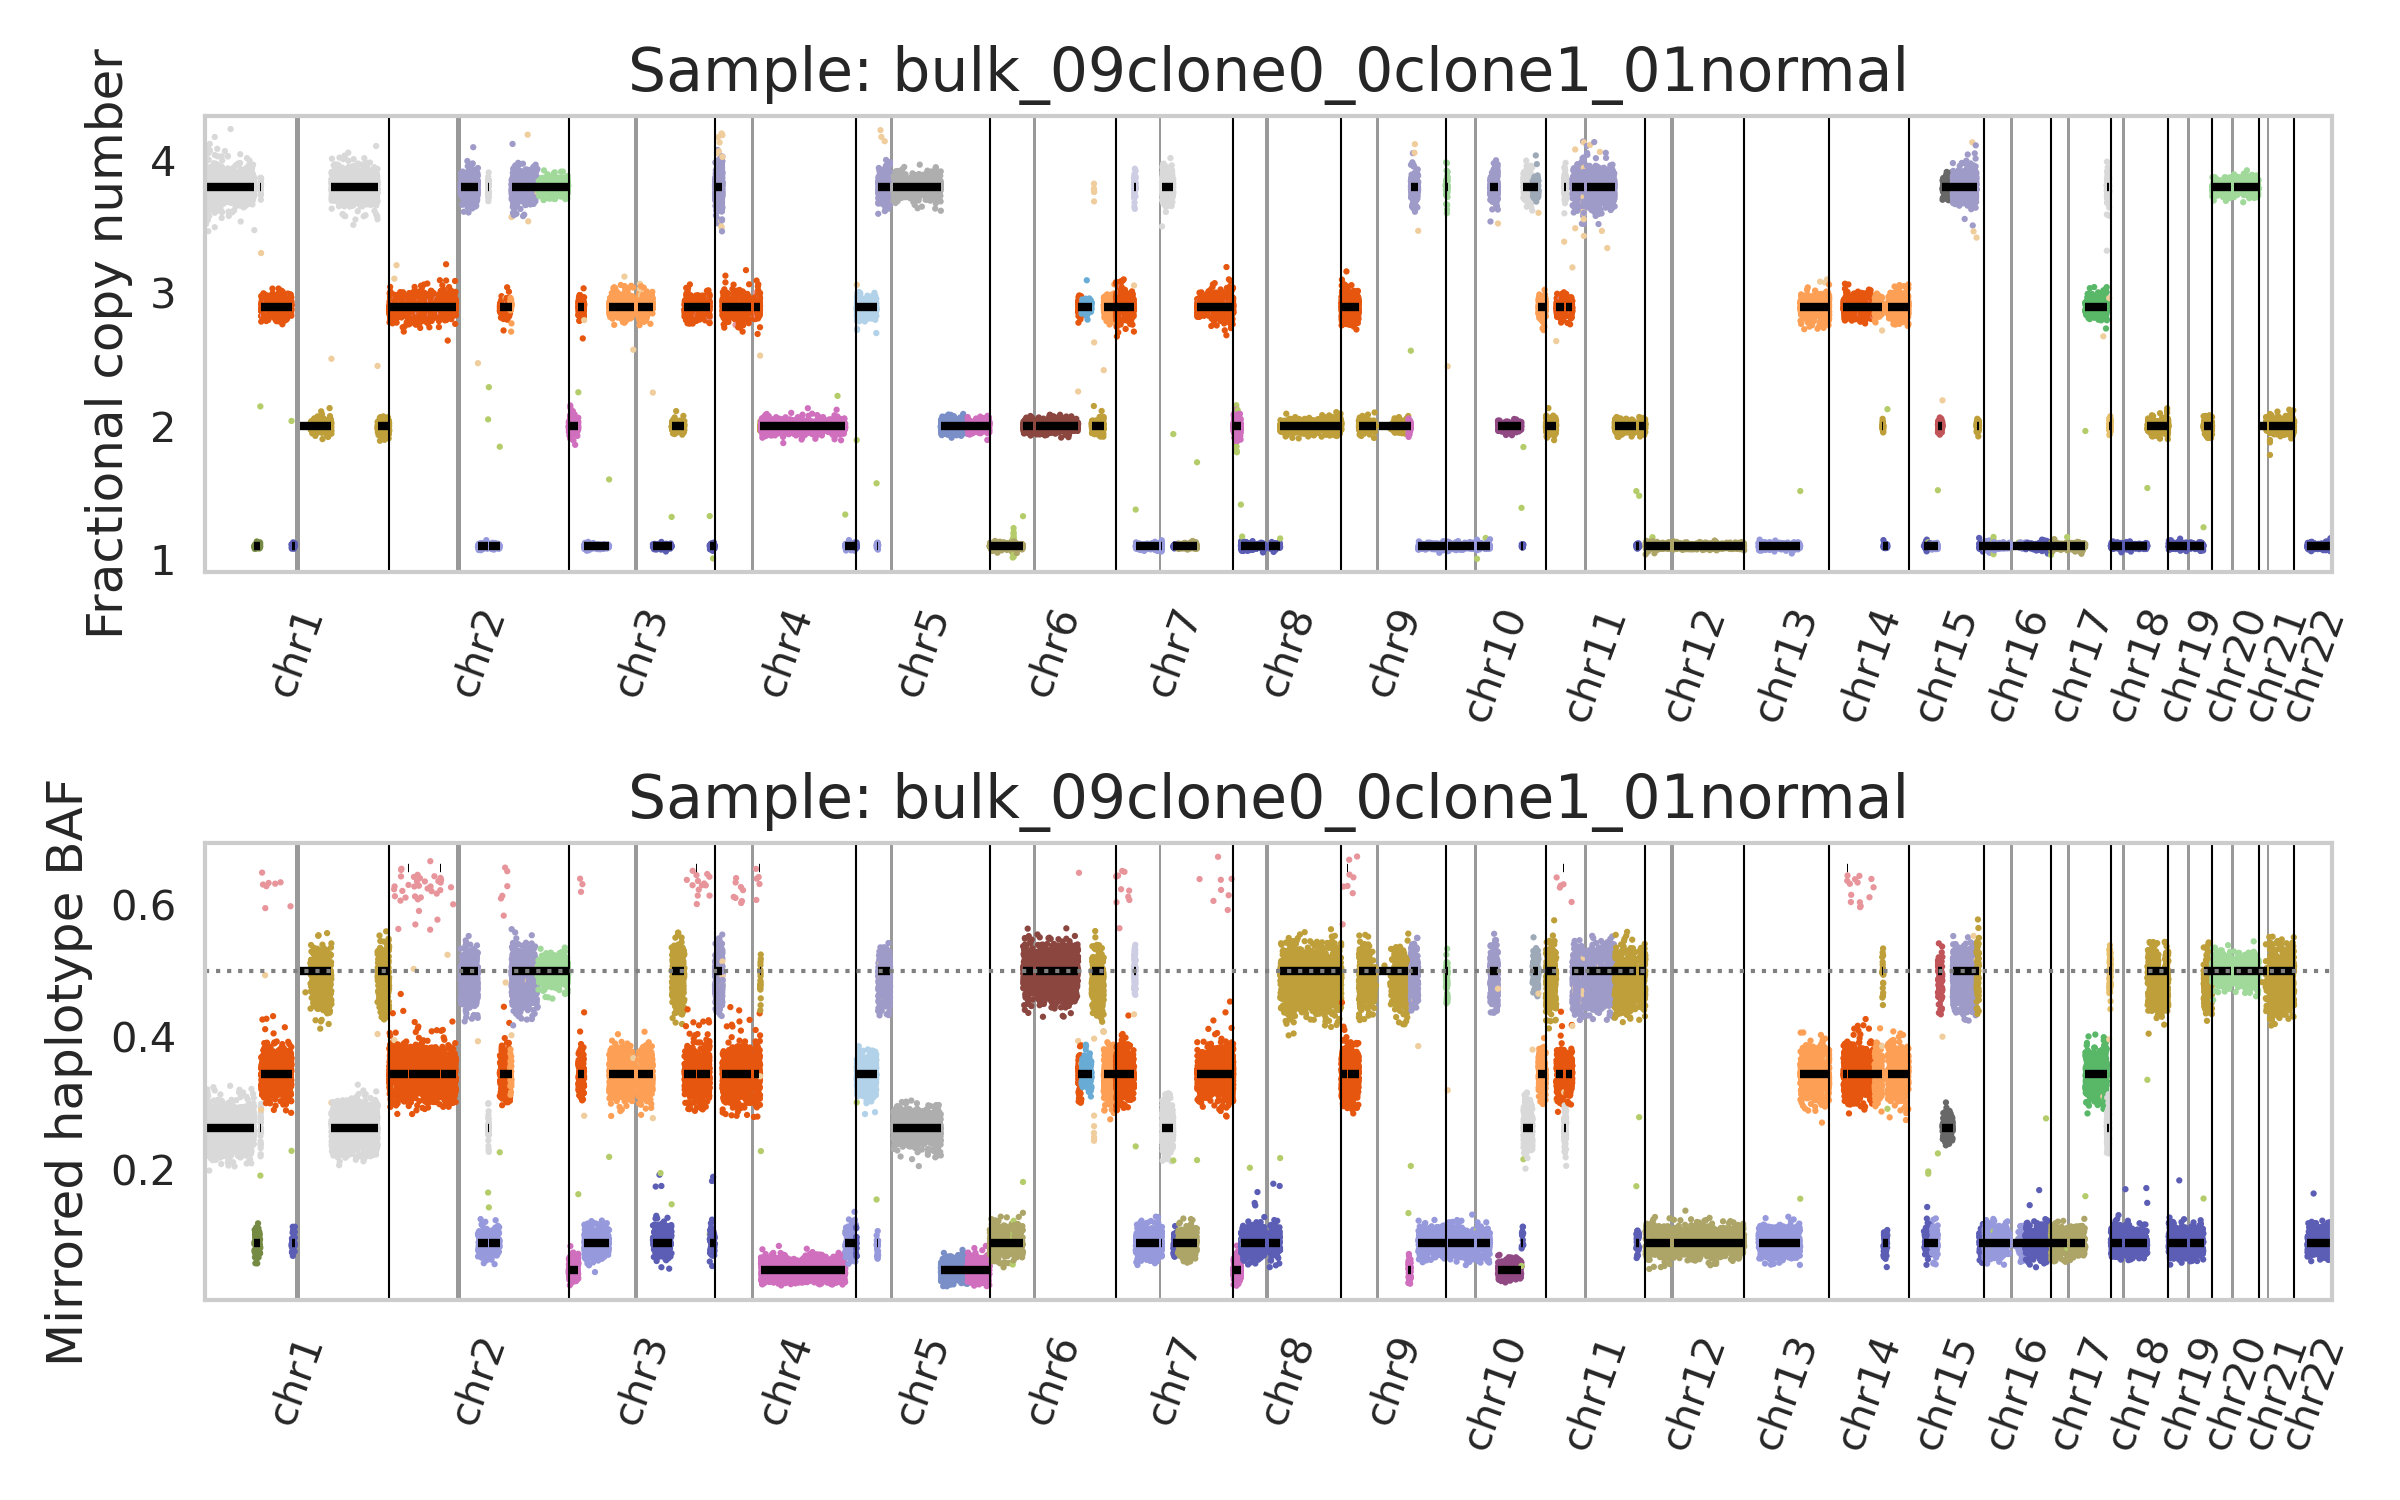 Sample: bulk_09clone0_0clone1_01normal
Fractional copy number
4
3
2
1
chr1 chr2 chr3 chr4 chr5 chr6 chr7 chr8 chr9 chr10 chr11 chr12 chr13 chr14 chr15 chr16 chr17 chr18 chr19 chr20 chr21 chr22
Sample: bulk_09clone0_0clone1_01normal
Mirrored haplotype BAF
0.6
0.4
0.2
chr1 chr2 chr3 chr4 chr5 chr6 chr7 chr8 chr9 chr10 chr11 chr12 chr13 chr14 chr15 chr16 chr17 chr18 chr19 chr20 chr21 chr22